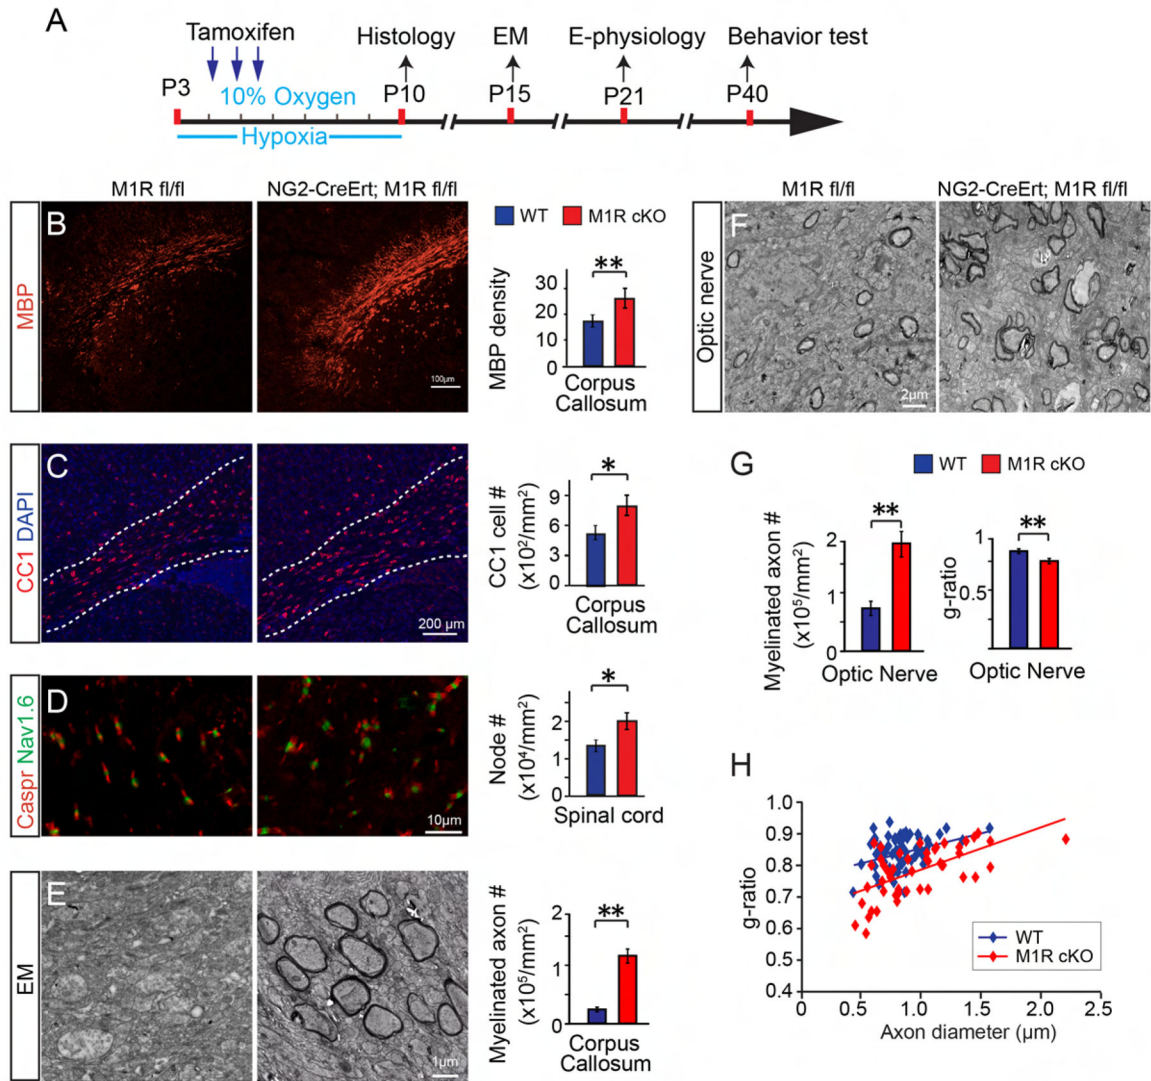 A
Tamoxifen
Histology
EM
E-physiology
Behavior test
P3
10% Oxygen
P10
P15
P21
P40
Hypoxia
M1R fl/fl
NG2-CreErt; M1R fl/fl
B
MBP
100μm
WT
M1R cKO
**
MBP density
30
20
10
0
Corpus
Callosum
C
CC1 DAPI
200 μm
*
CC1 cell #
(x10²/mm²)
9
6
3
0
Corpus
Callosum
D
Caspr Nav1.6
10μm
*
Node #
(x10⁴/mm²)
2
1
0
Spinal cord
E
EM
1μm
**
Myelinated axon #
(x10⁵/mm²)
2
1
0
Corpus
Callosum
M1R fl/fl
NG2-CreErt; M1R fl/fl
F
Optic nerve
2μm
G
WT
M1R cKO
**
Myelinated axon #
(x10⁵/mm²)
2
1
0
Optic Nerve
**
g-ratio
1
0.5
0
Optic Nerve
H
g-ratio
1.0
0.9
0.8
0.7
0.6
0.5
0.4
WT
M1R cKO
0
0.5
1.0
1.5
2.0
2.5
Axon diameter (μm)